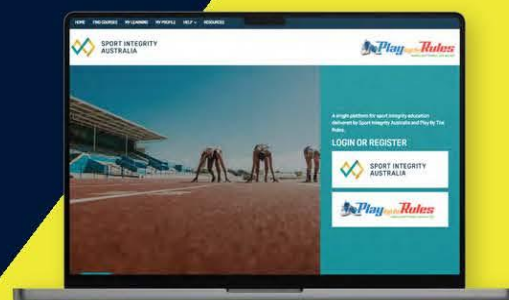 HOME FIND COURSES MY LEARNING MY PROFILE HELP RESOURCES
SPORT INTEGRITY
AUSTRALIA
Play by the Rules
A single platform for sport integrity education
delivered by Sport Integrity Australia and Play By The
Rules.
LOGIN OR REGISTER
SPORT INTEGRITY
AUSTRALIA
Play by the Rules